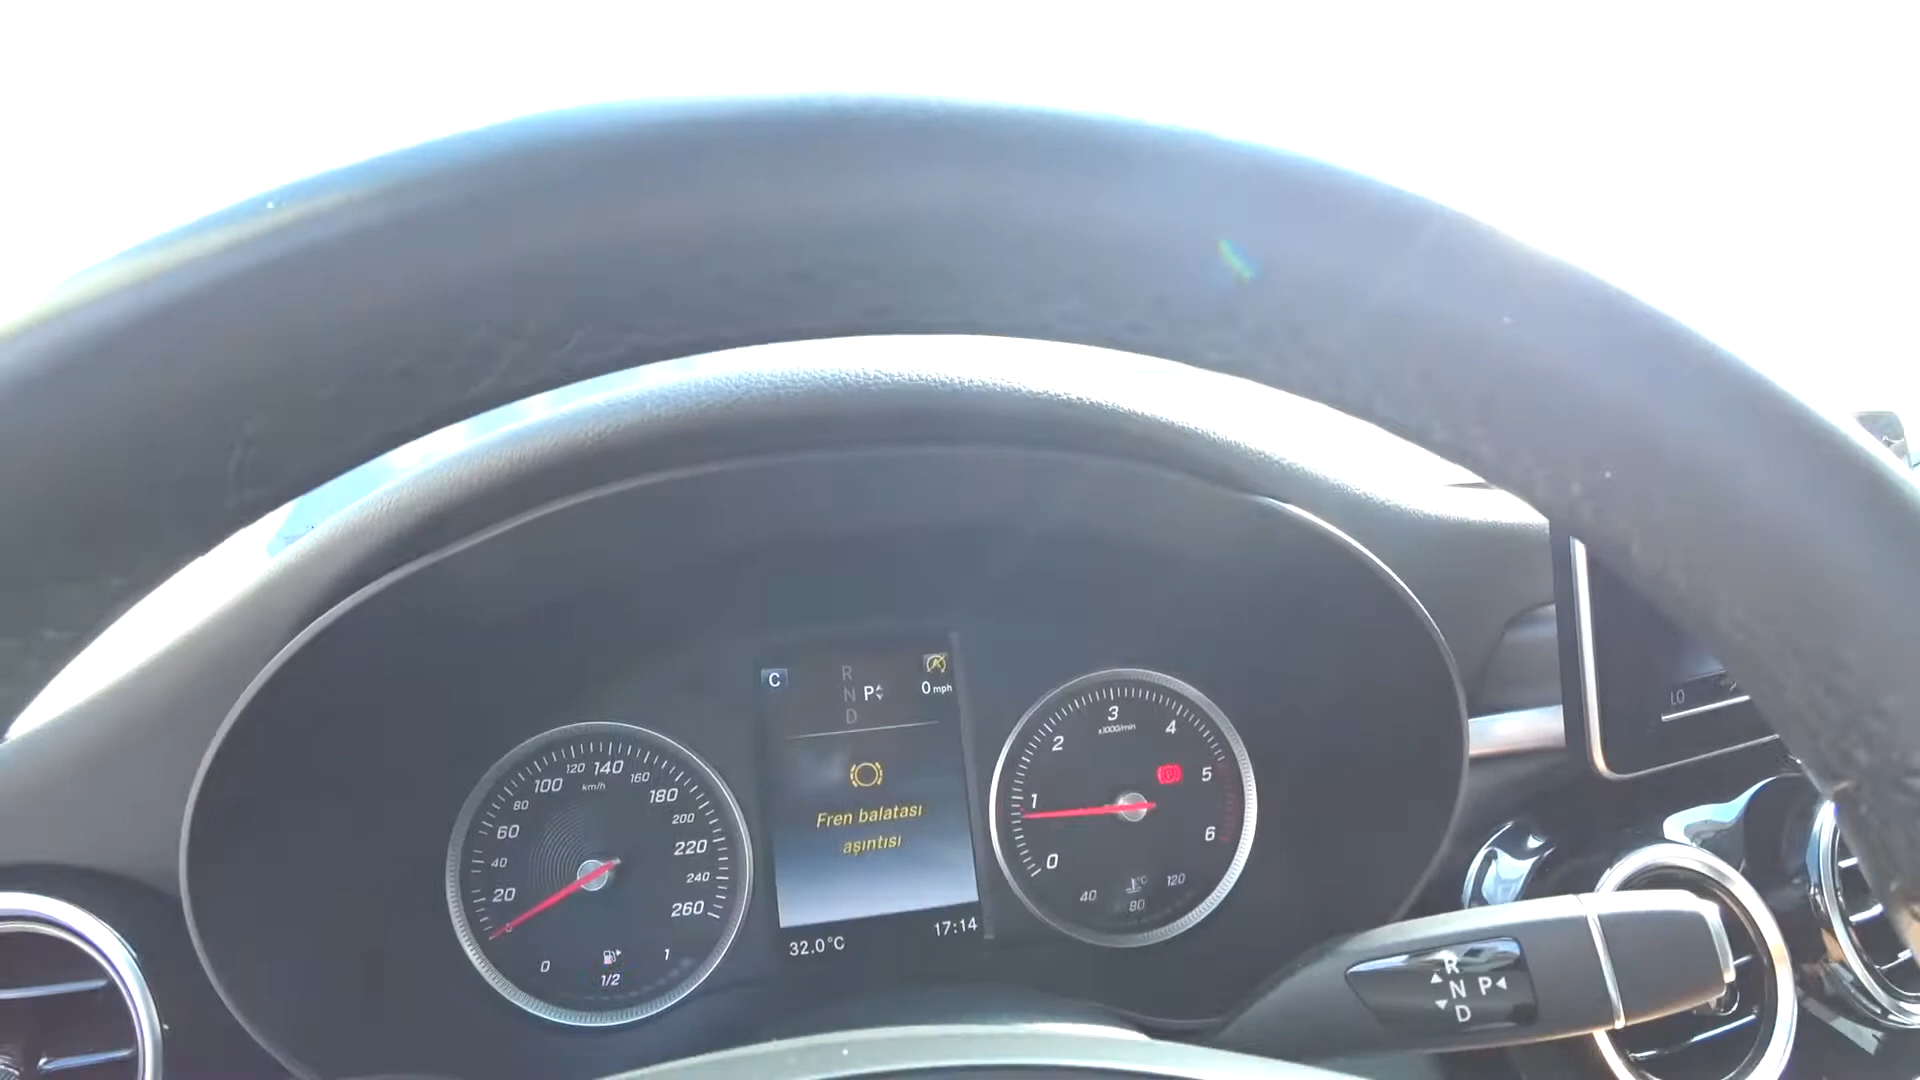 C
R
N P
D
0 mph
Fren balatası
aşıntısı
32.0°C
17:14
0
20
40
60
80
100
120
140
160
180
200
220
240
260
km/h
0
1/2
1
0
1
2
3
4
5
6
x1000/min
40
80
120
°C
LO
R
N P
D